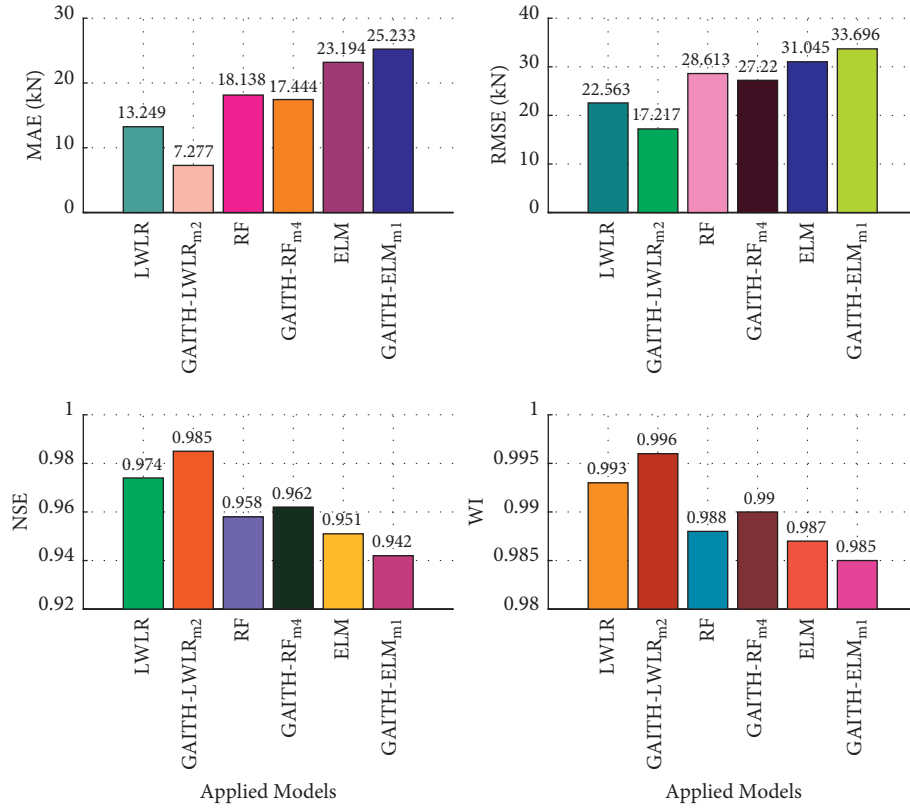 30
20
10
0
MAE (kN)
13.249
7.277
18.138
17.444
23.194
25.233
LWLR
GAITH-LWLRm2
RF
GAITH-RFm4
ELM
GAITH-ELMm1
40
30
20
10
0
RMSE (kN)
22.563
17.217
28.613
27.22
31.045
33.696
LWLR
GAITH-LWLRm2
RF
GAITH-RFm4
ELM
GAITH-ELMm1
1
0.98
0.96
0.94
0.92
NSE
0.974
0.985
0.958
0.962
0.951
0.942
LWLR
GAITH-LWLRm2
RF
GAITH-RFm4
ELM
GAITH-ELMm1
Applied Models
1
0.995
0.99
0.985
0.98
WI
0.993
0.996
0.988
0.99
0.987
0.985
LWLR
GAITH-LWLRm2
RF
GAITH-RFm4
ELM
GAITH-ELMm1
Applied Models